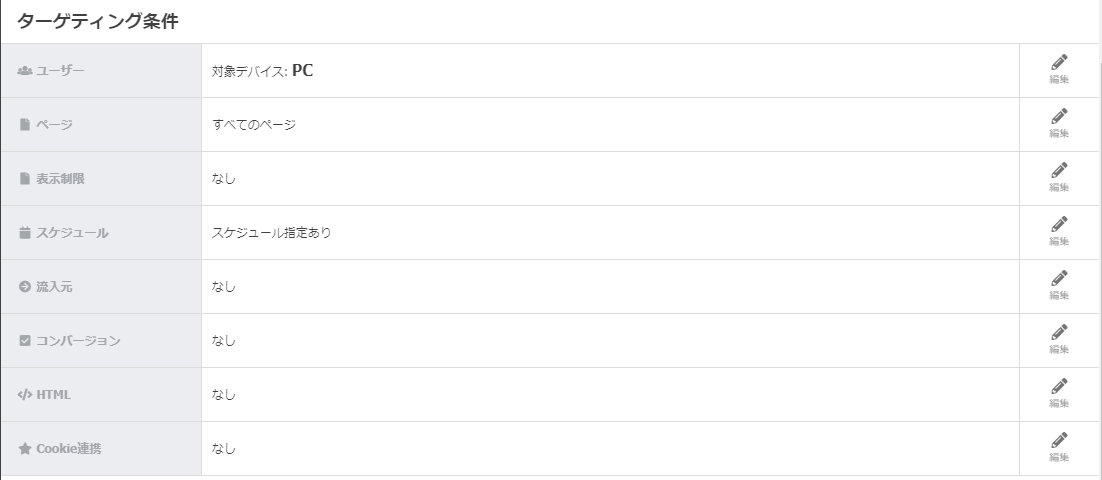 ターゲティング条件
ユーザー 対象デバイス: PC 編集
ページ すべてのページ 編集
表示制限 なし 編集
スケジュール スケジュール指定あり 編集
流入元 なし 編集
コンバージョン なし 編集
HTML なし 編集
Cookie連携 なし 編集